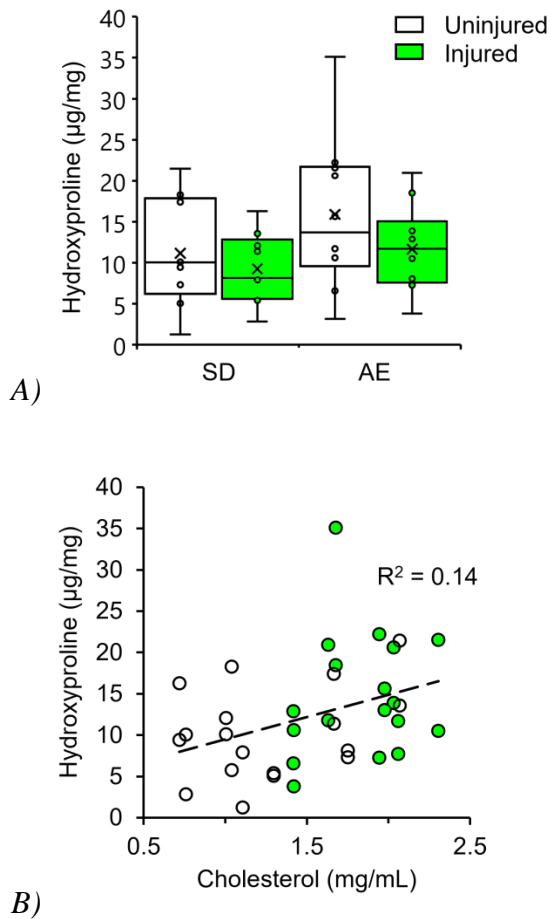 Uninjured
Injured
Hydroxyproline (µg/mg)
40
35
30
25
20
15
10
5
0
SD AE
A)
Hydroxyproline (µg/mg)
40
35
30
25
20
15
10
5
0
R² = 0.14
0.5 1.5 2.5
Cholesterol (mg/mL)
B)